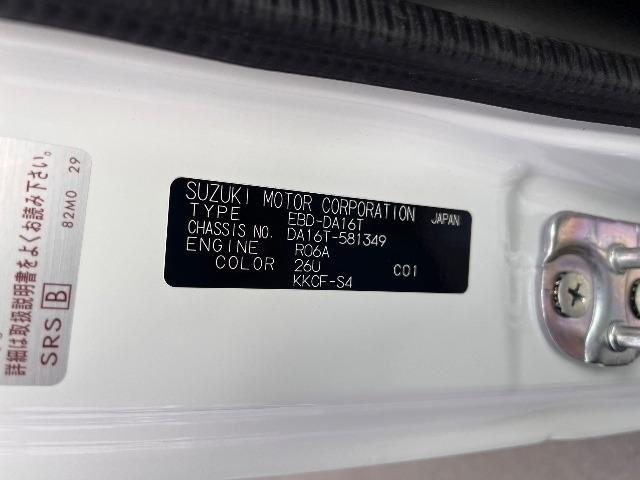 SUZUKI MOTOR CORPORATION JAPAN
TYPE EBD-DA16T
CHASSIS NO. DA16T-581349
ENGINE R06A
COLOR 26U C01
KKCF-S4
詳細は取扱説明書をよくお読み下さい。
SRS B
82M0 29